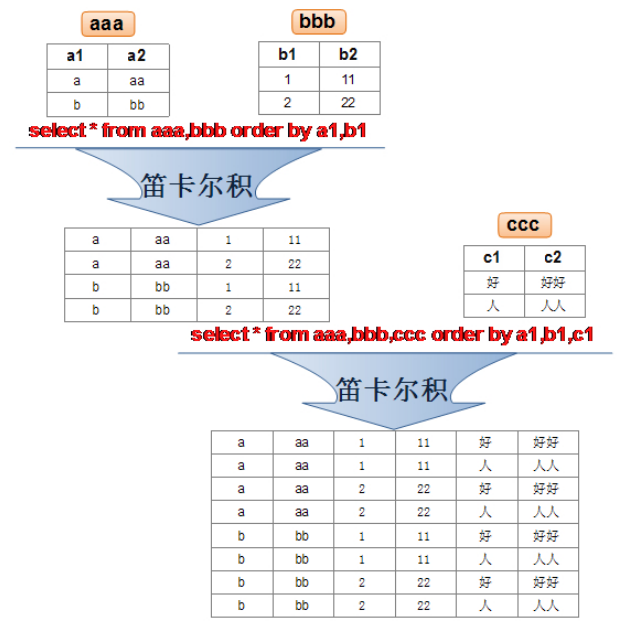 aaa
bbb
a1 a2
b1 b2
a aa
1 11
b bb
2 22
select * from aaa,bbb order by a1,b1
笛卡尔积
a aa 1 11
a aa 2 22
b bb 1 11
b bb 2 22
ccc
c1 c2
好 好好
人 人人
select * from aaa,bbb,ccc order by a1,b1,c1
笛卡尔积
a aa 1 11 好 好好
a aa 1 11 人 人人
a aa 2 22 好 好好
a aa 2 22 人 人人
b bb 1 11 好 好好
b bb 1 11 人 人人
b bb 2 22 好 好好
b bb 2 22 人 人人